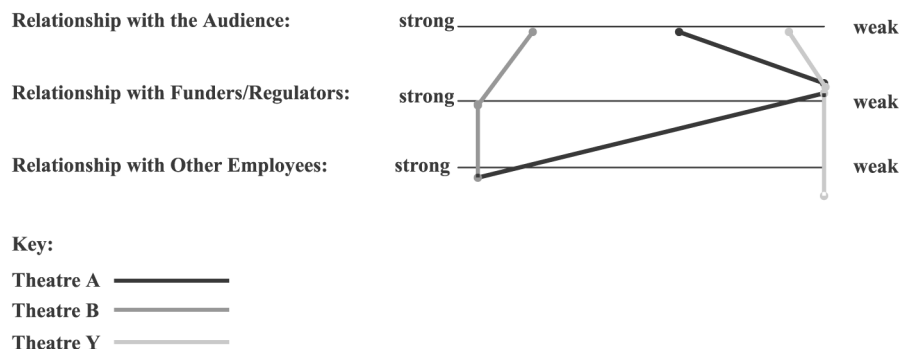 Relationship with the Audience: strong weak
Relationship with Funders/Regulators: strong weak
Relationship with Other Employees: strong weak
Key:
Theatre A
Theatre B
Theatre Y